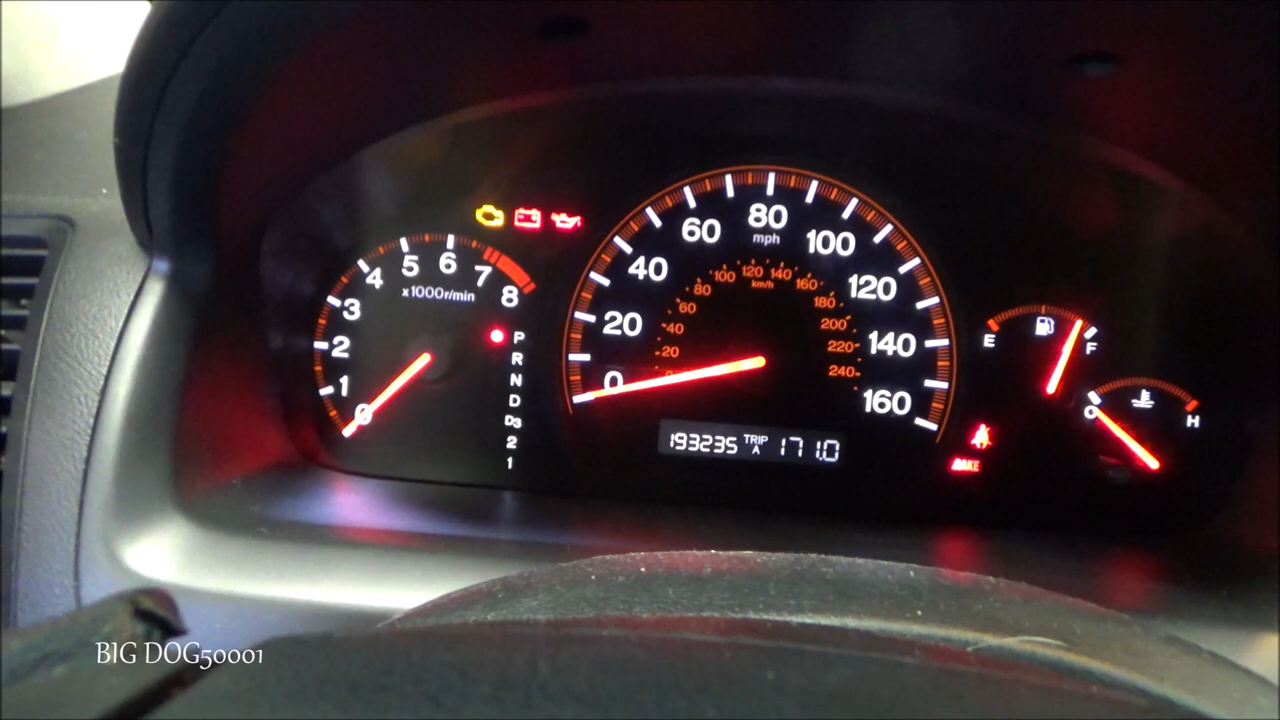 0 1 2 3 4 5 6 7 8
x1000r/min
P
R
N
D
D3
2
1
0 20 40 60 80 100 120 140 160
mph
20 40 60 80 100 120 140 160 180 200 220 240
km/h
193235 TRIP A 171.0
E F
C H
BIG DOG50001